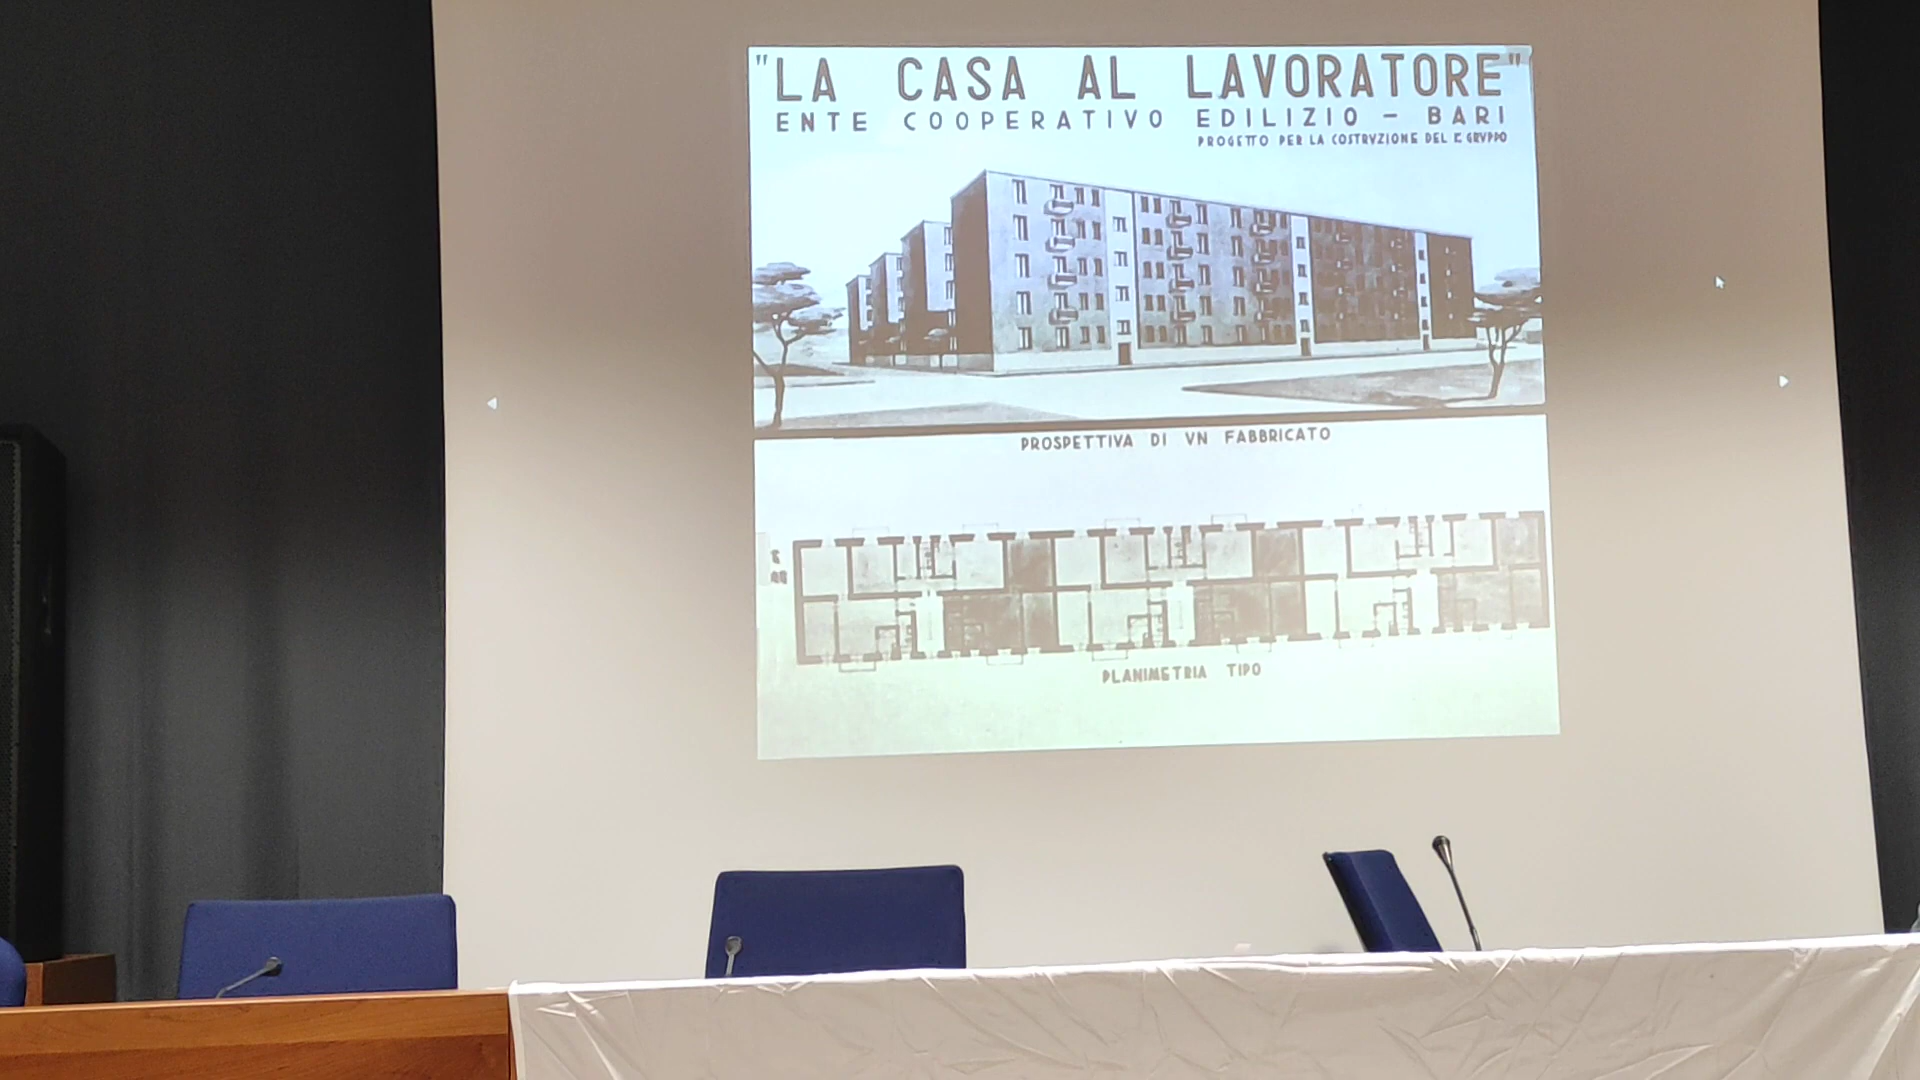 "LA CASA AL LAVORATORE"
ENTE COOPERATIVO EDILIZIO – BARI
PROGETTO PER LA COSTRVZIONE DEL GRVPPO
PROSPETTIVA DI VN FABBRICATO
PLANIMETRIA TIPO